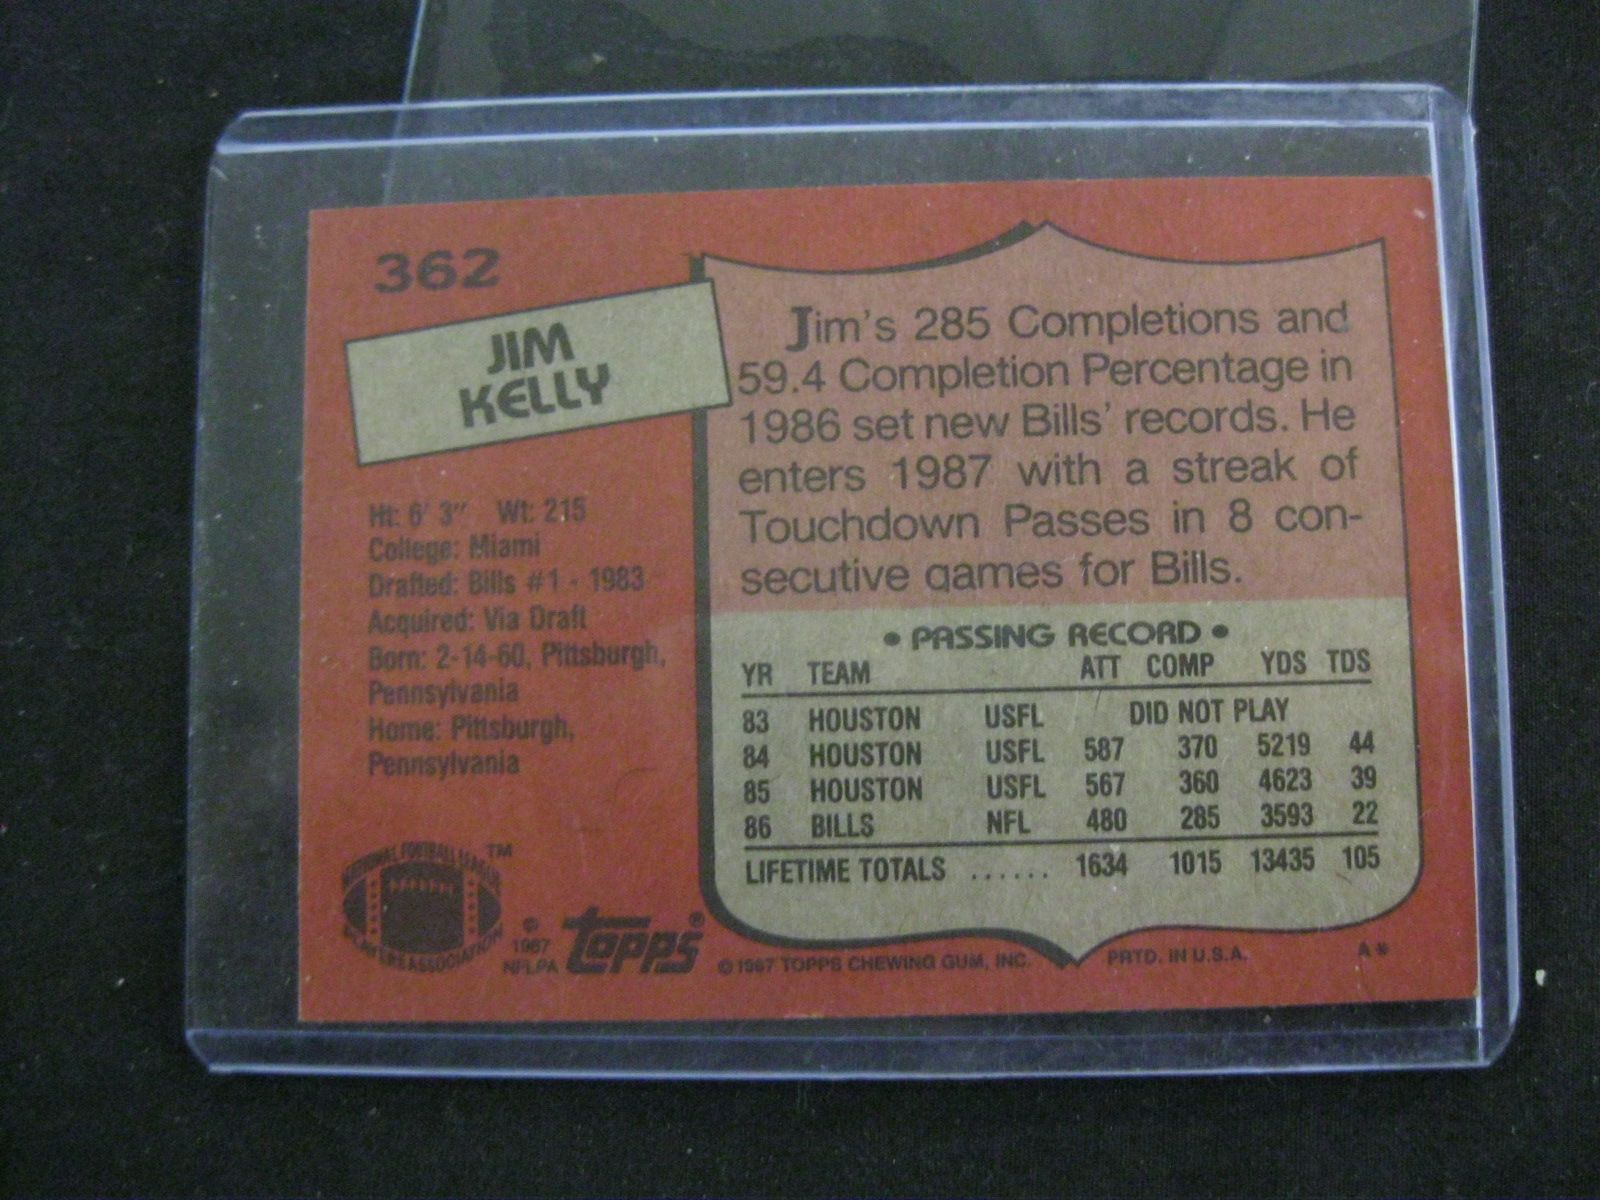 362
JIM
KELLY
Ht: 6' 3" Wt: 215
College: Miami
Drafted: Bills #1 - 1983
Acquired: Via Draft
Born: 2-14-60, Pittsburgh,
Pennsylvania
Home: Pittsburgh,
Pennsylvania
NATIONAL FOOTBALL LEAGUE
PLAYERS ASSOCIATION
TM
© 
1987
NFLPA
topps®
Jim's 285 Completions and
59.4 Completion Percentage in
1986 set new Bills' records. He
enters 1987 with a streak of
Touchdown Passes in 8 con-
secutive games for Bills.
• PASSING RECORD •
YR TEAM ATT COMP YDS TDS
83 HOUSTON USFL DID NOT PLAY
84 HOUSTON USFL 587 370 5219 44
85 HOUSTON USFL 567 360 4623 39
86 BILLS NFL 480 285 3593 22
LIFETIME TOTALS ...... 1634 1015 13435 105
© 1987 TOPPS CHEWING GUM, INC. PRTD. IN U.S.A. A*